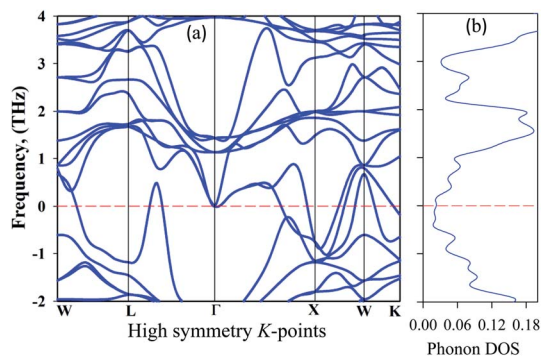 (a)
(b)
Frequency, (THz)
4
3
2
1
0
-1
-2
W L Γ X W K
High symmetry K-points
0.00 0.06 0.12 0.18
Phonon DOS